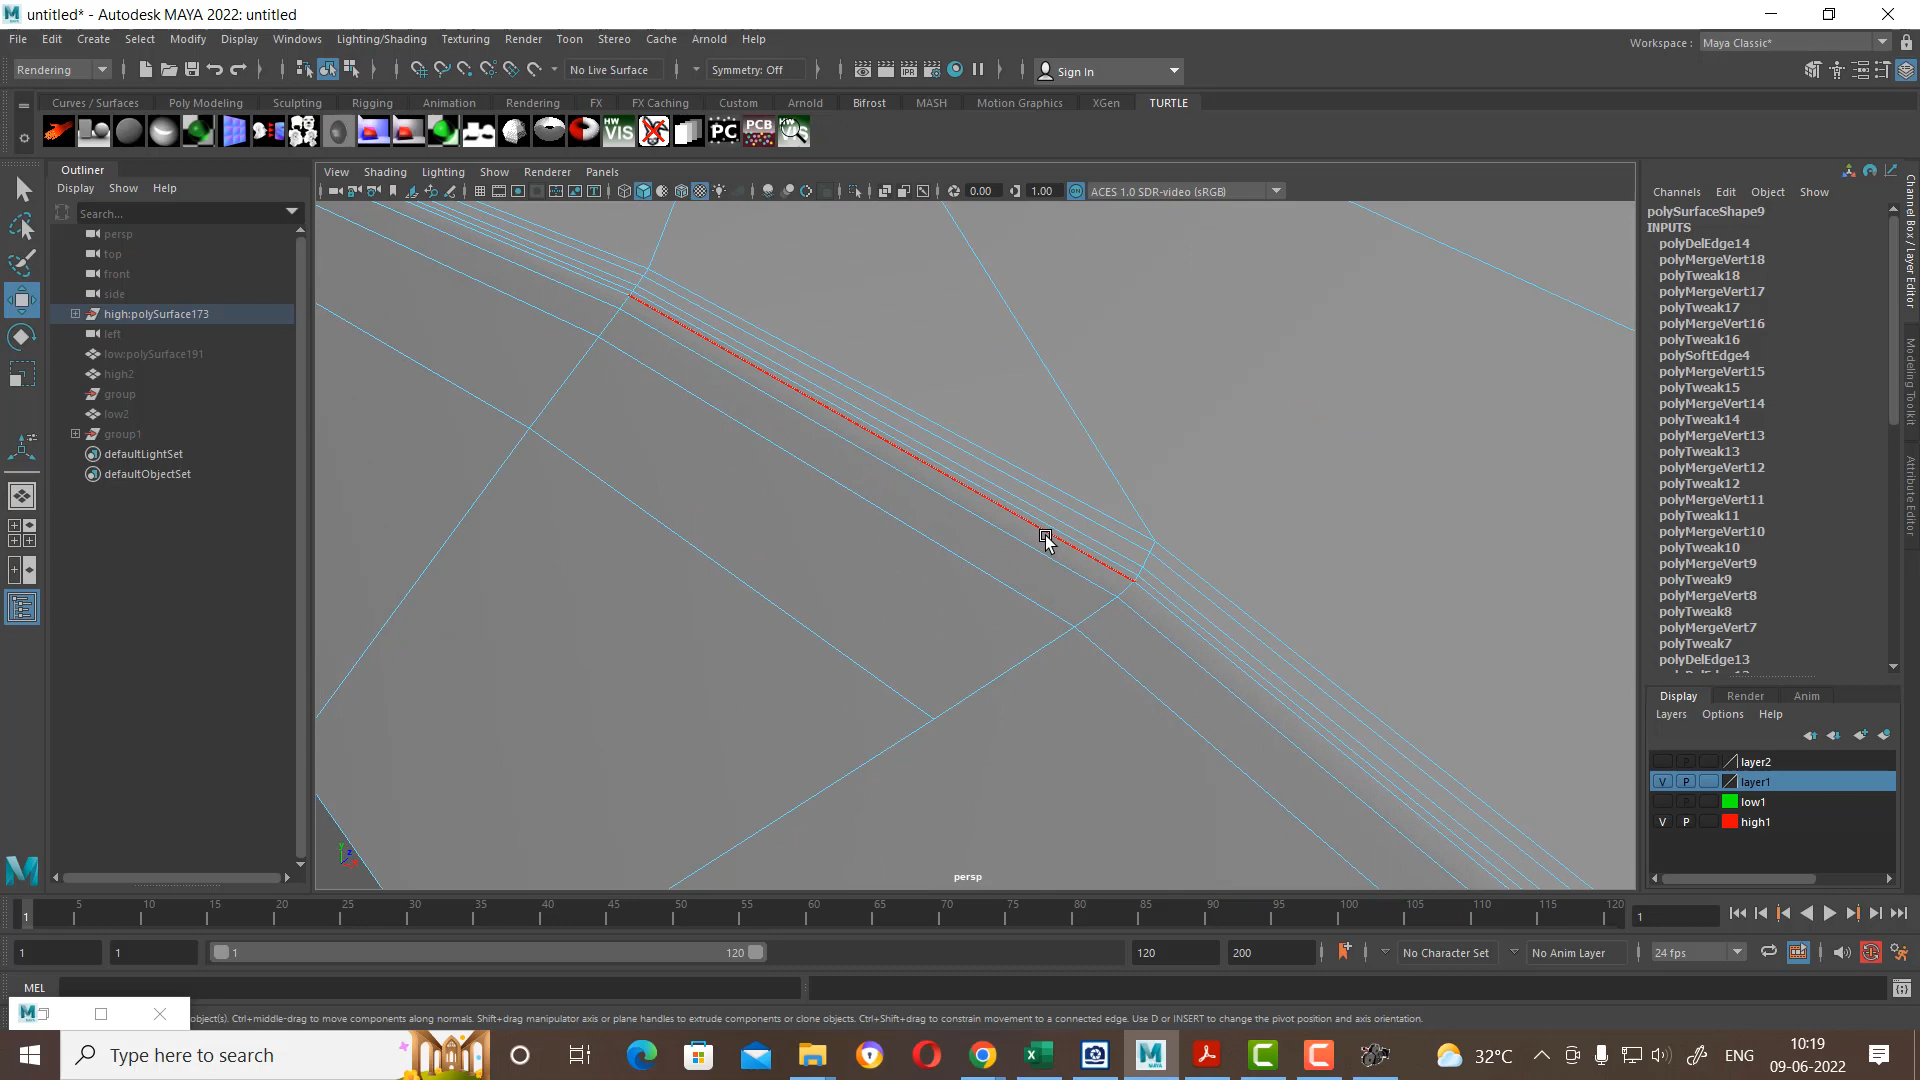 untitled* - Autodesk MAYA 2022: untitled
File Edit Create Select Modify Display Windows Lighting/Shading Texturing Render Toon Stereo Cache Arnold Help
Workspace : Maya Classic*
Rendering No Live Surface Symmetry: Off Sign In
Curves / Surfaces Poly Modeling Sculpting Rigging Animation Rendering FX FX Caching Custom Arnold Bifrost MASH Motion Graphics XGen TURTLE
HW VIS PC PCB
Outliner
Display Show Help
Search...
persp
top
front
side
high:polySurface173
left
low:polySurface191
high2
group
low2
group1
defaultLightSet
defaultObjectSet
View Shading Lighting Show Renderer Panels
0.00 1.00 ACES 1.0 SDR-video (sRGB)
persp
Channels Edit Object Show
polySurfaceShape9
INPUTS
polyDelEdge14
polyMergeVert18
polyTweak18
polyMergeVert17
polyTweak17
polyMergeVert16
polyTweak16
polySoftEdge4
polyMergeVert15
polyTweak15
polyMergeVert14
polyTweak14
polyMergeVert13
polyTweak13
polyMergeVert12
polyTweak12
polyMergeVert11
polyTweak11
polyMergeVert10
polyTweak10
polyMergeVert9
polyTweak9
polyMergeVert8
polyTweak8
polyMergeVert7
polyTweak7
polyDelEdge13
Channel Box / Layer Editor
Modeling Toolkit
Attribute Editor
Display Render Anim
Layers Options Help
P layer2
V P layer1
P low1
V P high1
5 10 15 20 25 30 35 40 45 50 55 60 65 70 75 80 85 90 95 100 105 110 115 120
1
1
1 1 1 120 120 200 No Character Set No Anim Layer 24 fps
MEL
object(s). Ctrl+middle-drag to move components along normals. Shift+drag manipulator axis or plane handles to extrude components or clone objects. Ctrl+Shift+drag to constrain movement to a connected edge. Use D or INSERT to change the pivot position and axis orientation.
Type here to search
32°C ENG
10:19
09-06-2022